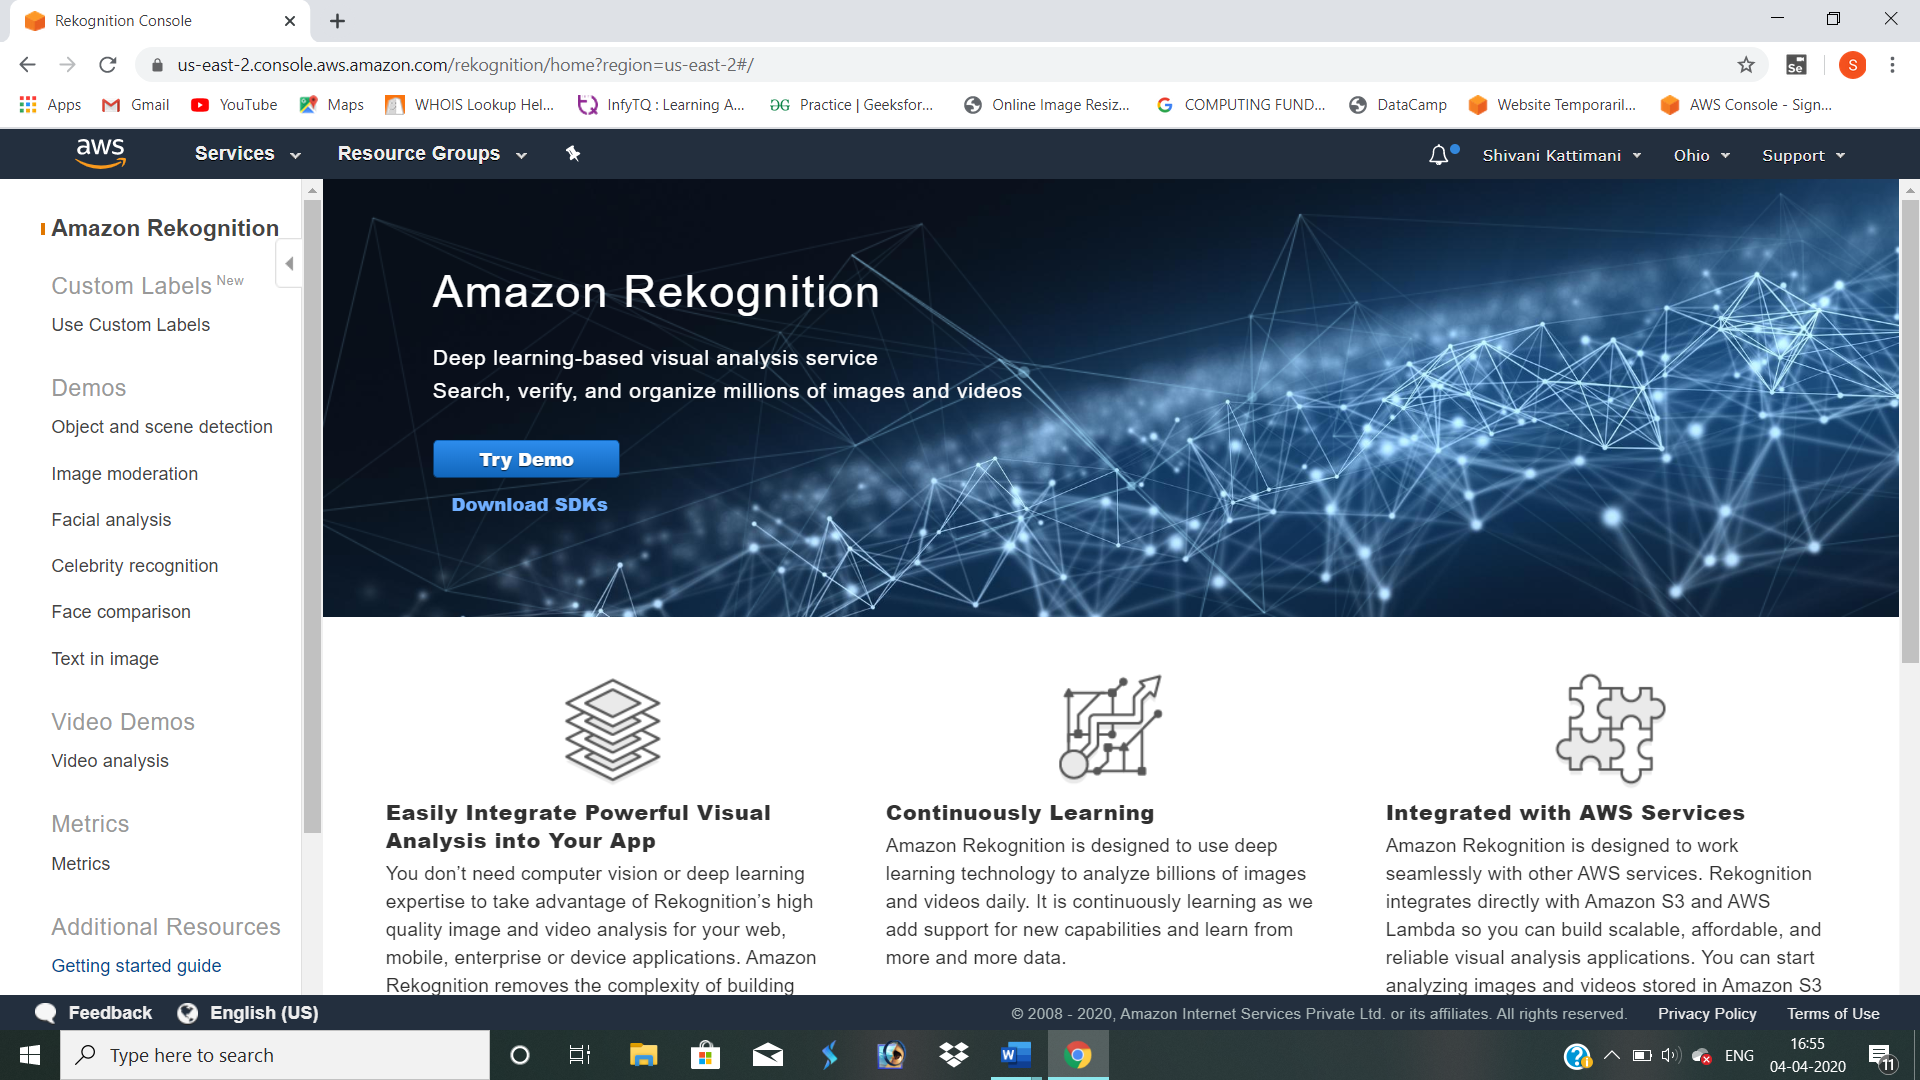 Rekognition Console
us-east-2.console.aws.amazon.com/rekognition/home?region=us-east-2#/
S
Apps
Gmail
YouTube
Maps
WHOIS Lookup Hel...
InfyTQ : Learning A...
Practice | Geeksfor...
Online Image Resiz...
COMPUTING FUND...
DataCamp
Website Temporaril...
AWS Console - Sign...
aws
Services
Resource Groups
Shivani Kattimani
Ohio
Support
Amazon Rekognition
Custom Labels New
Use Custom Labels
Demos
Object and scene detection
Image moderation
Facial analysis
Celebrity recognition
Face comparison
Text in image
Video Demos
Video analysis
Metrics
Metrics
Additional Resources
Getting started guide
Amazon Rekognition
Deep learning-based visual analysis service
Search, verify, and organize millions of images and videos
Try Demo
Download SDKs
Easily Integrate Powerful Visual
Analysis into Your App
You don't need computer vision or deep learning
expertise to take advantage of Rekognition's high
quality image and video analysis for your web,
mobile, enterprise or device applications. Amazon
Rekognition removes the complexity of building
Continuously Learning
Amazon Rekognition is designed to use deep
learning technology to analyze billions of images
and videos daily. It is continuously learning as we
add support for new capabilities and learn from
more and more data.
Integrated with AWS Services
Amazon Rekognition is designed to work
seamlessly with other AWS services. Rekognition
integrates directly with Amazon S3 and AWS
Lambda so you can build scalable, affordable, and
reliable visual analysis applications. You can start
analyzing images and videos stored in Amazon S3
Feedback
English (US)
© 2008 - 2020, Amazon Internet Services Private Ltd. or its affiliates. All rights reserved.
Privacy Policy
Terms of Use
Type here to search
ENG
16:55
04-04-2020
11